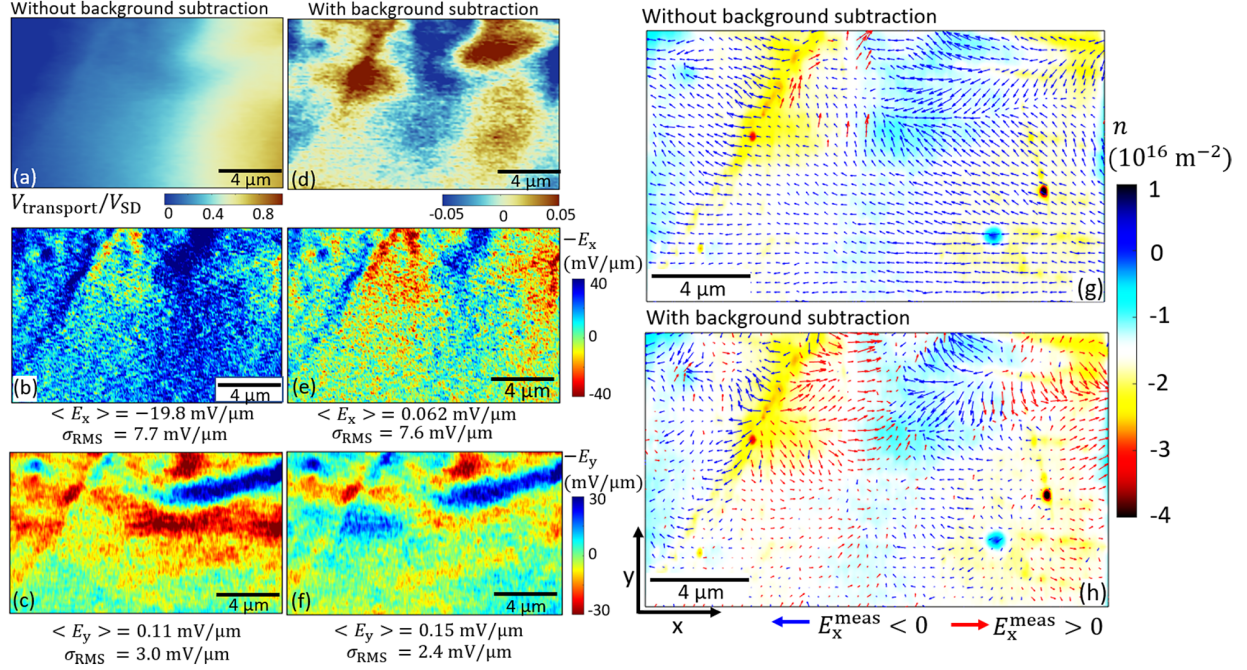 Without background subtraction
With background subtraction
(a)
4 μm
(d)
4 μm
V_transport/V_SD
0 0.4 0.8
-0.05 0 0.05
(b)
4 μm
(e)
4 μm
−E_x
(mV/μm)
40
0
-40
< E_x > = −19.8 mV/μm
σ_RMS = 7.7 mV/μm
< E_x > = 0.062 mV/μm
σ_RMS = 7.6 mV/μm
(c)
4 μm
(f)
4 μm
−E_y
(mV/μm)
30
0
-30
< E_y > = 0.11 mV/μm
σ_RMS = 3.0 mV/μm
< E_y > = 0.15 mV/μm
σ_RMS = 2.4 mV/μm
Without background subtraction
4 μm
(g)
With background subtraction
4 μm
(h)
y
x
E_x^meas < 0
E_x^meas > 0
n
(10^16 m^−2)
1
0
-1
-2
-3
-4